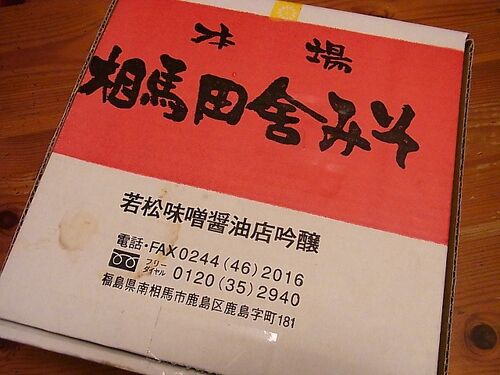 本場
相馬田舎みそ
若松味噌醤油店吟醸
電話・FAX0244(46)2016
フリーダイヤル 0120(35)2940
福島県南相馬市鹿島区鹿島字町181